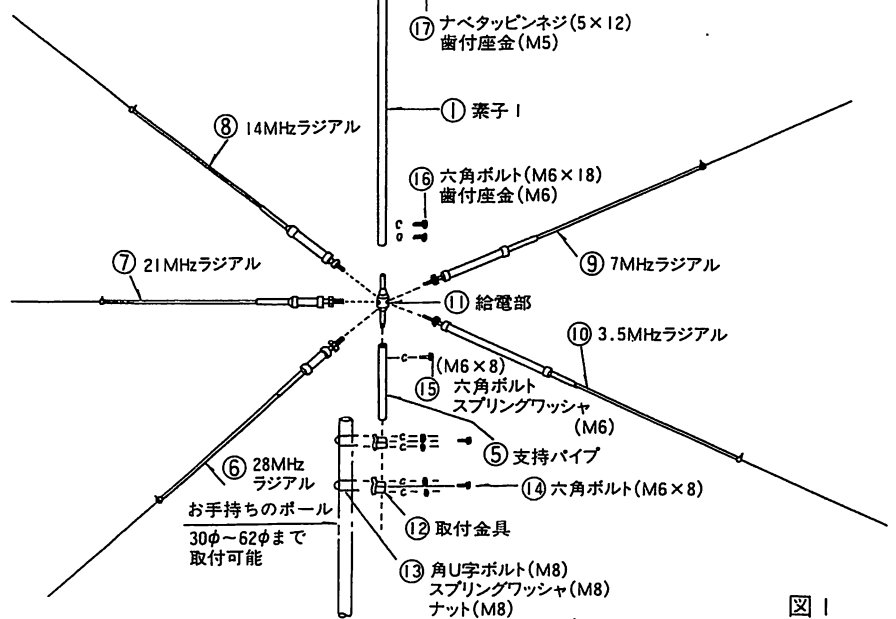 ⑰ ナベタッピンネジ(5×12)
歯付座金(M5)
① 素子1
⑧ 14MHzラジアル
⑯ 六角ボルト(M6×18)
歯付座金(M6)
⑦ 21MHzラジアル
⑨ 7MHzラジアル
⑪ 給電部
⑩ 3.5MHzラジアル
(M6×8)
⑮ 六角ボルト
スプリングワッシャ
(M6)
⑤ 支持パイプ
⑥ 28MHz
ラジアル
⑭ 六角ボルト(M6×8)
お手持ちのポール
30φ~62φまで
取付可能
⑫ 取付金具
⑬ 角U字ボルト(M8)
スプリングワッシャ(M8)
ナット(M8)
図1